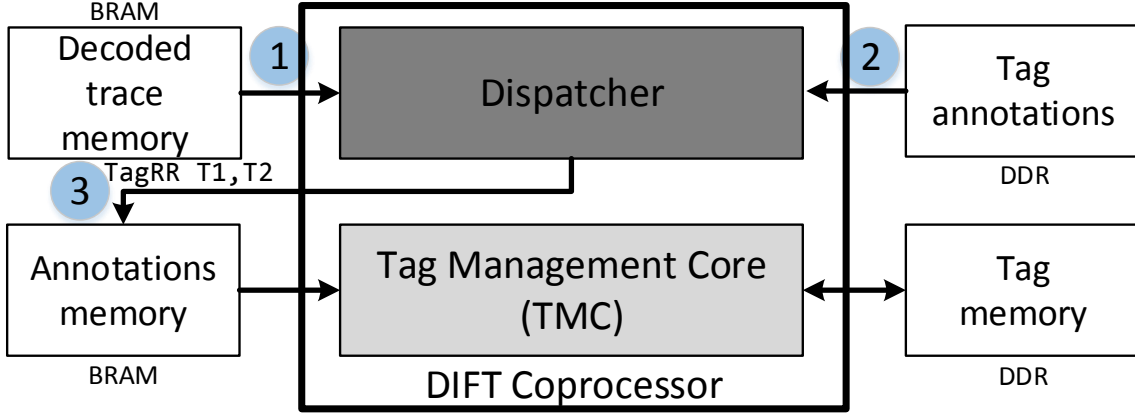 BRAM
Decoded
trace
memory
1
Dispatcher
2
Tag
annotations
DDR
TagRR T1,T2
3
Annotations
memory
BRAM
Tag Management Core
(TMC)
DIFT Coprocessor
Tag
memory
DDR